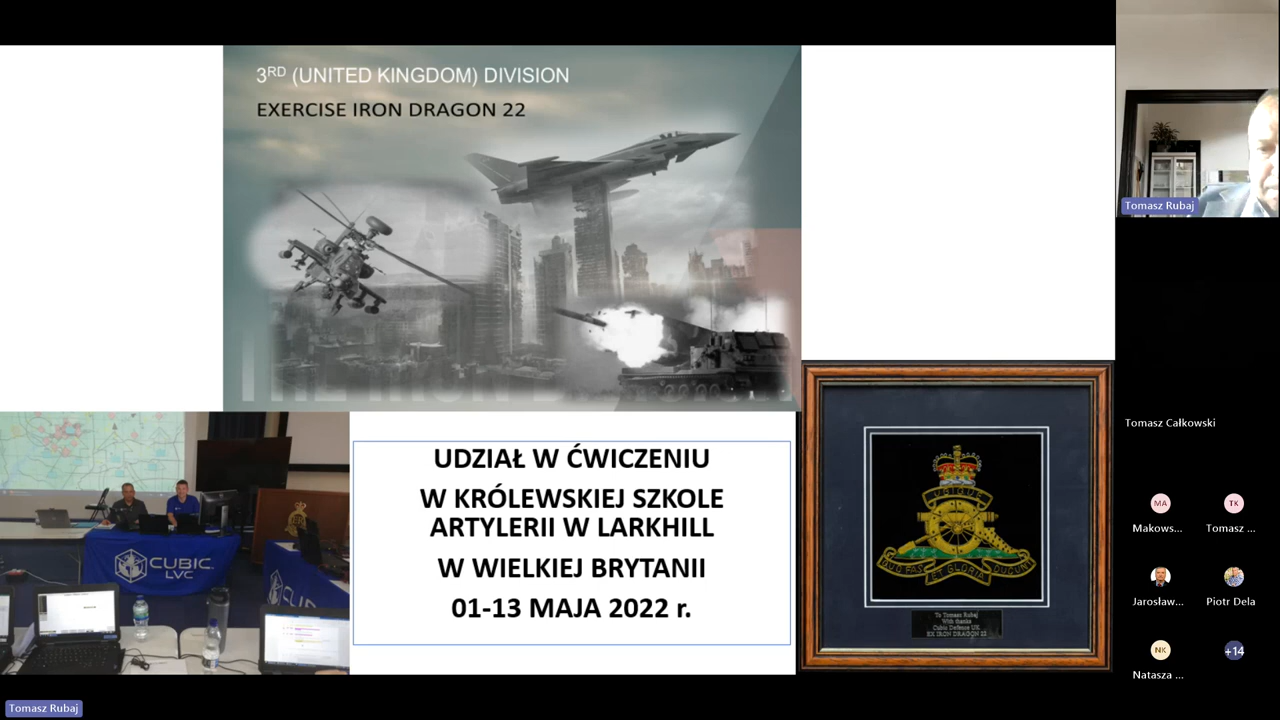 3RD (UNITED KINGDOM) DIVISION
EXERCISE IRON DRAGON 22
UDZIAŁ W ĆWICZENIU
W KRÓLEWSKIEJ SZKOLE
ARTYLERII W LARKHILL
W WIELKIEJ BRYTANII
01-13 MAJA 2022 r.
CUBIC
LVC
UBIQUE
QUO FAS
ET GLORIA
DUCUNT
To Tomasz Rubaj
With thanks
Cubic Defence UK
EX IRON DRAGON 22
Tomasz Rubaj
Tomasz Całkowski
MA
Makows...
TK
Tomasz ...
Jarosław...
Piotr Dela
NK
Natasza ...
+14
Tomasz Rubaj